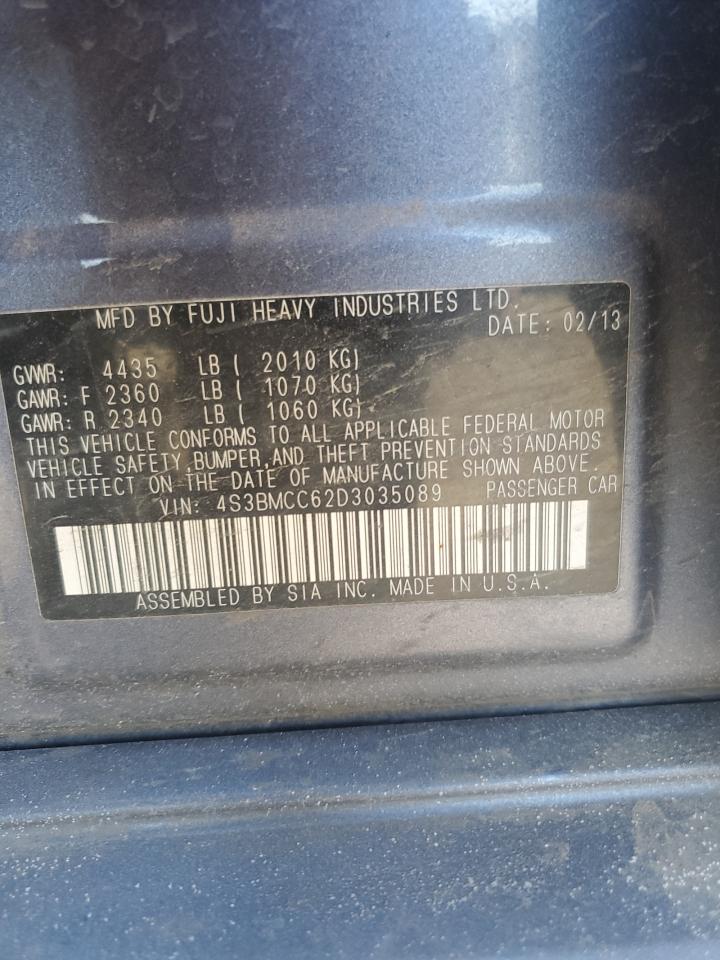 MFD BY FUJI HEAVY INDUSTRIES LTD.
DATE: 02/13
GVWR: 4435 LB ( 2010 KG)
GAWR: F 2360 LB ( 1070 KG)
GAWR: R 2340 LB ( 1060 KG)
THIS VEHICLE CONFORMS TO ALL APPLICABLE FEDERAL MOTOR
VEHICLE SAFETY,BUMPER,AND THEFT PREVENTION STANDARDS
IN EFFECT ON THE DATE OF MANUFACTURE SHOWN ABOVE.
VIN: 4S3BMCC62D3035089 PASSENGER CAR
ASSEMBLED BY SIA INC. MADE IN U.S.A.